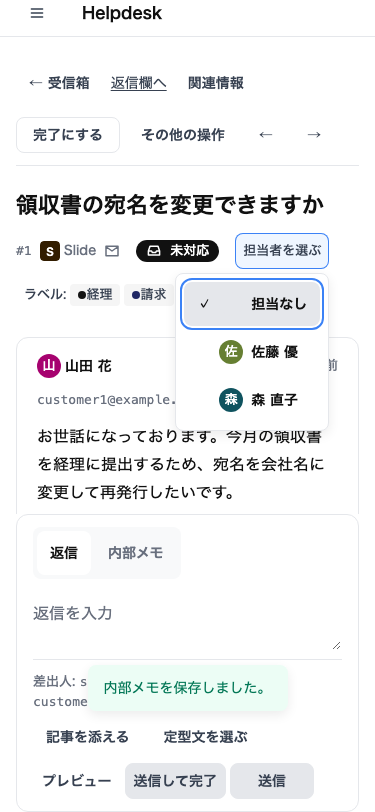 Helpdesk
← 受信箱 返信欄へ 関連情報
完了にする その他の操作 ← →
領収書の宛名を変更できますか
#1 S Slide 未対応 担当者を選ぶ
ラベル: 経理 請求
✓ 担当なし
佐 佐藤 優
森 森 直子
山 山田 花 前
customer1@example.
お世話になっております。今月の領収書
を経理に提出するため、宛名を会社名に
変更して再発行したいです。
返信 内部メモ
返信を入力
差出人: s
custome
内部メモを保存しました。
記事を添える 定型文を選ぶ
プレビュー 送信して完了 送信